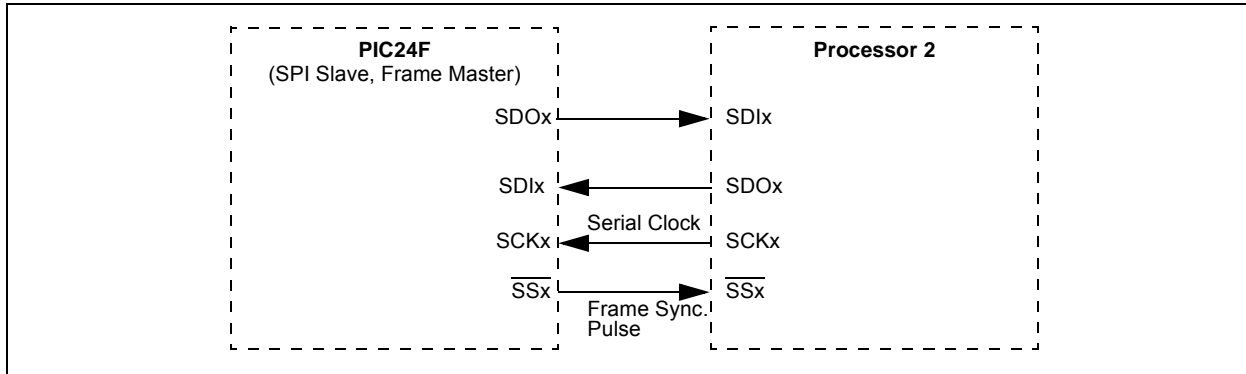 PIC24F
(SPI Slave, Frame Master)
Processor 2
SDOx
SDIx
SDIx
SDOx
Serial Clock
SCKx
SCKx
SSx
SSx
Frame Sync.
Pulse